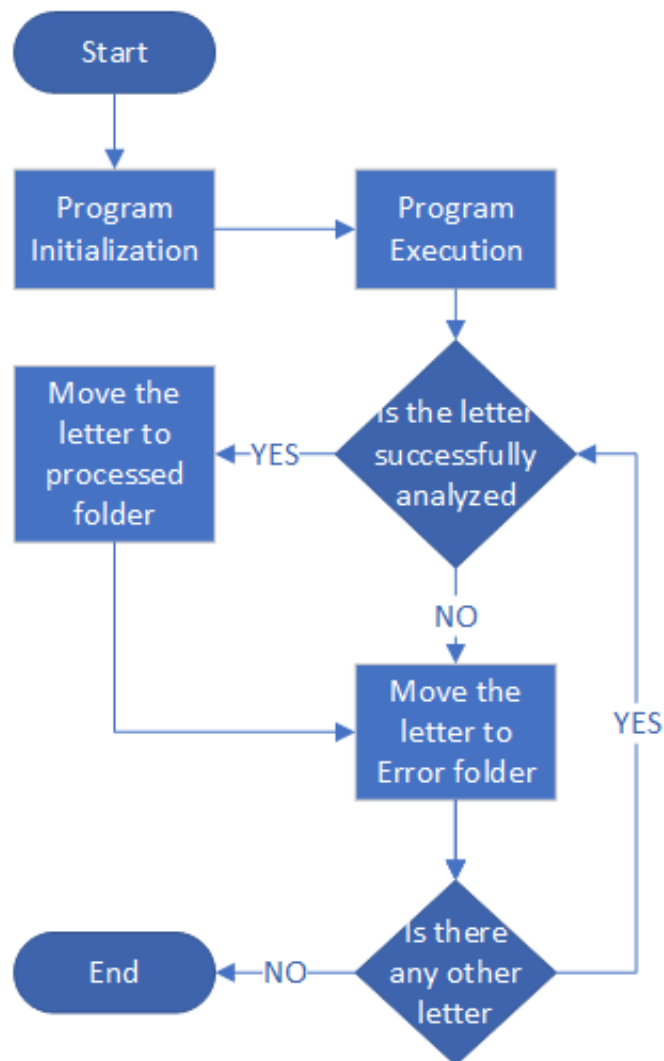 Start
Program
Initialization
Program
Execution
Is the letter
successfully
analyzed
YES
Move the
letter to
processed
folder
NO
Move the
letter to
Error folder
YES
Is there
any other
letter
NO
End